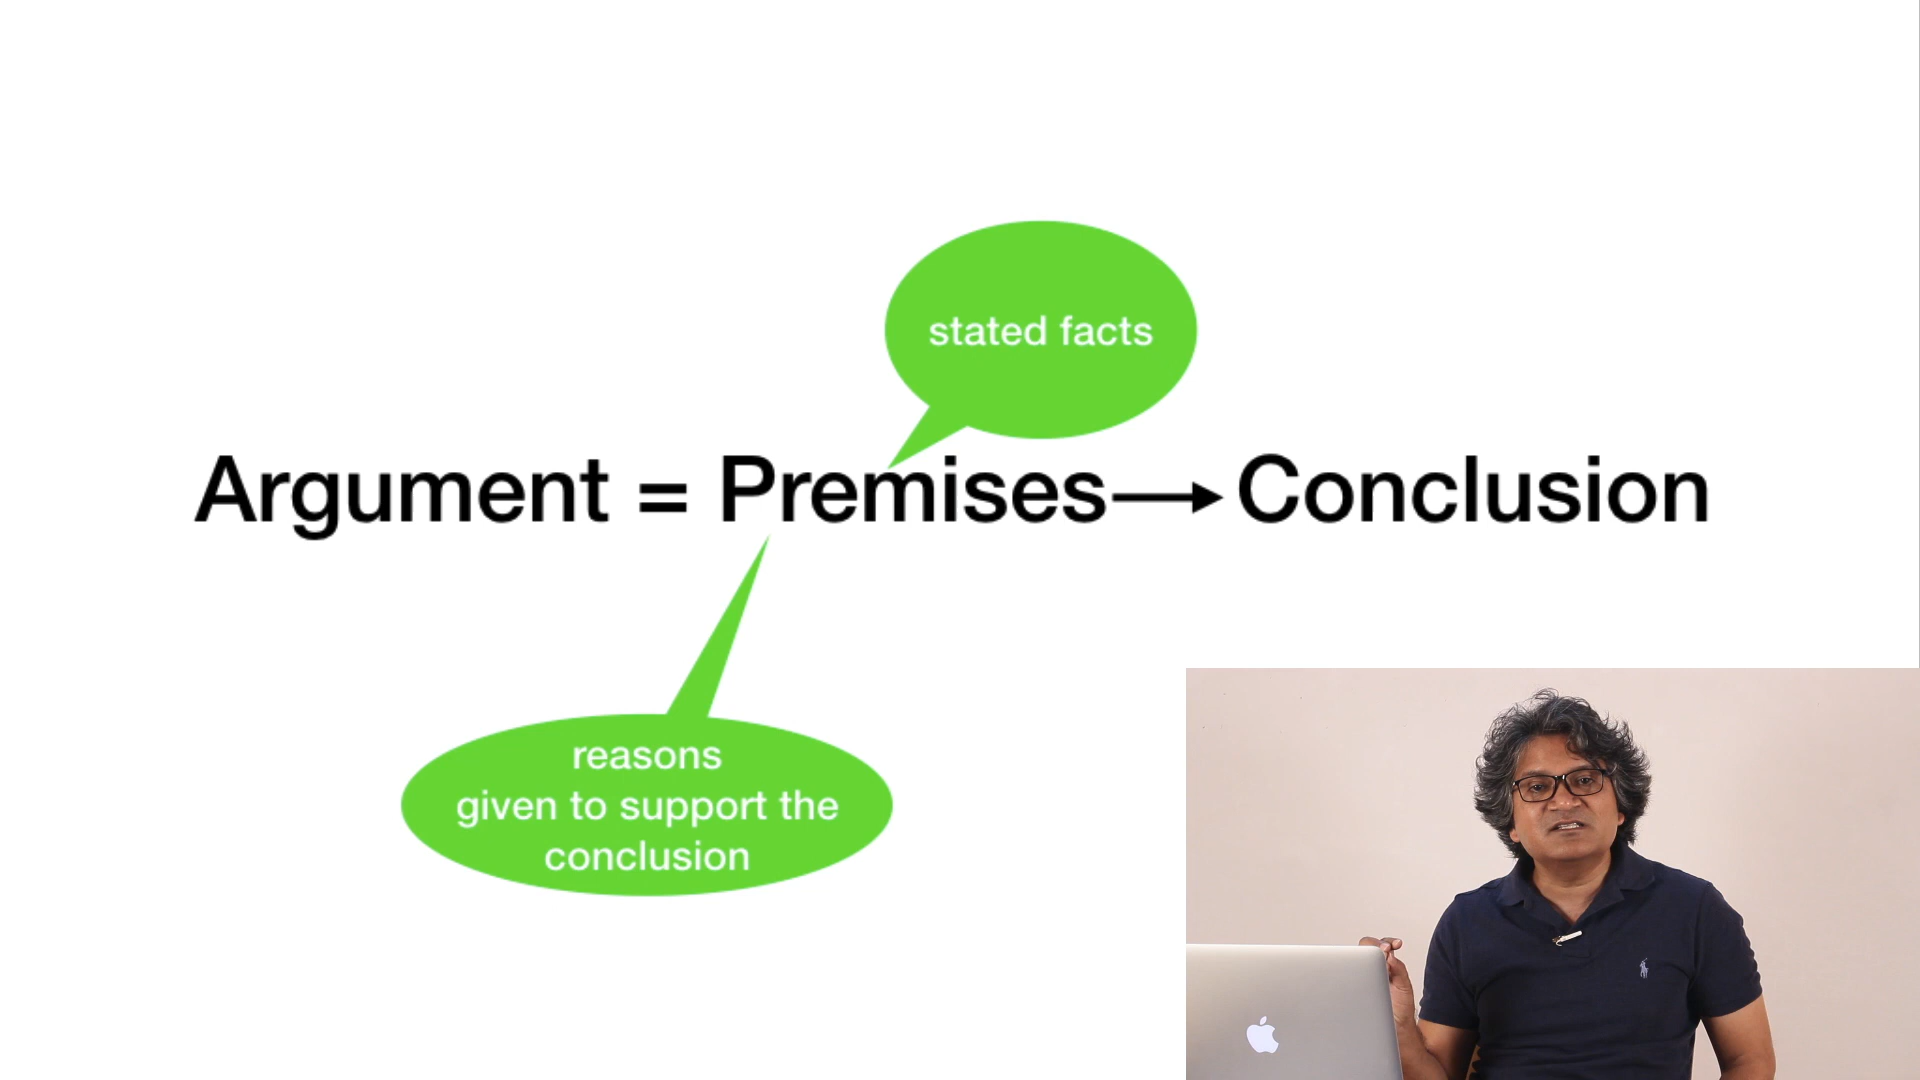 stated facts
Argument = Premises→Conclusion
reasons
given to support the
conclusion